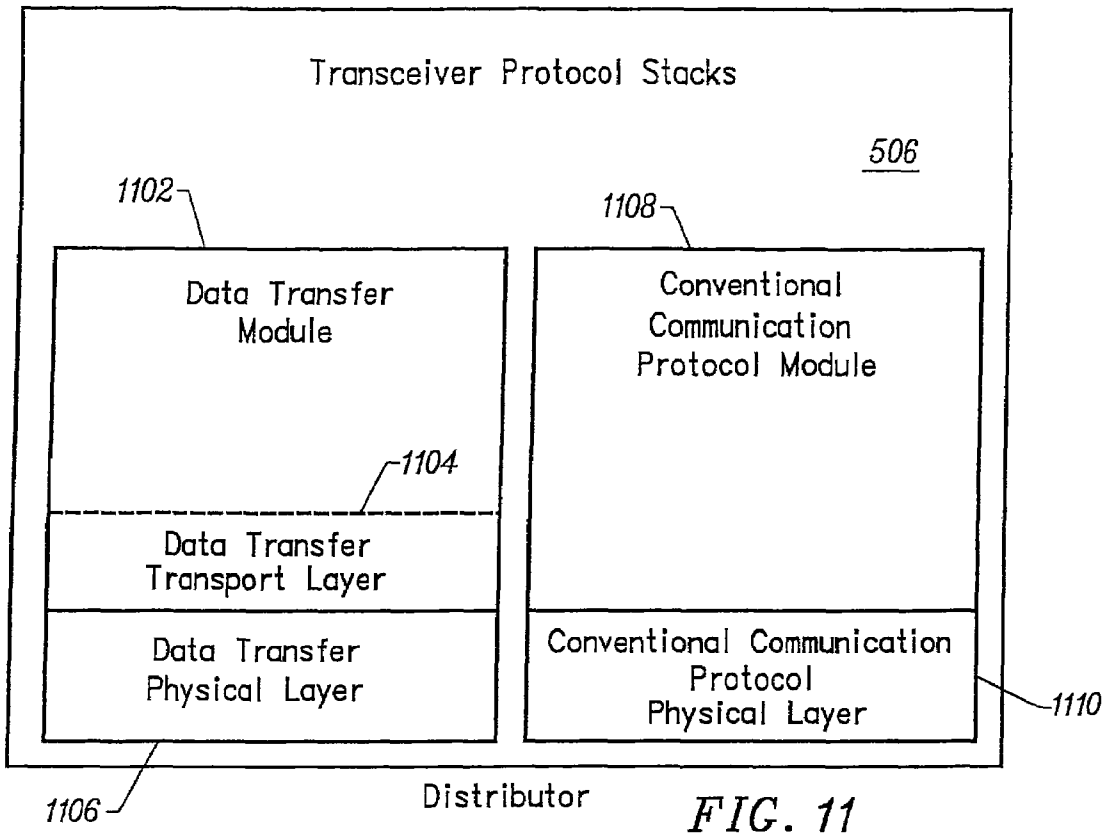 Transceiver Protocol Stacks
506
1102
1108
Data Transfer
Module
Conventional
Communication
Protocol Module
1104
Data Transfer
Transport Layer
Data Transfer
Physical Layer
Conventional Communication
Protocol
Physical Layer
1110
1106
Distributor
FIG. 11